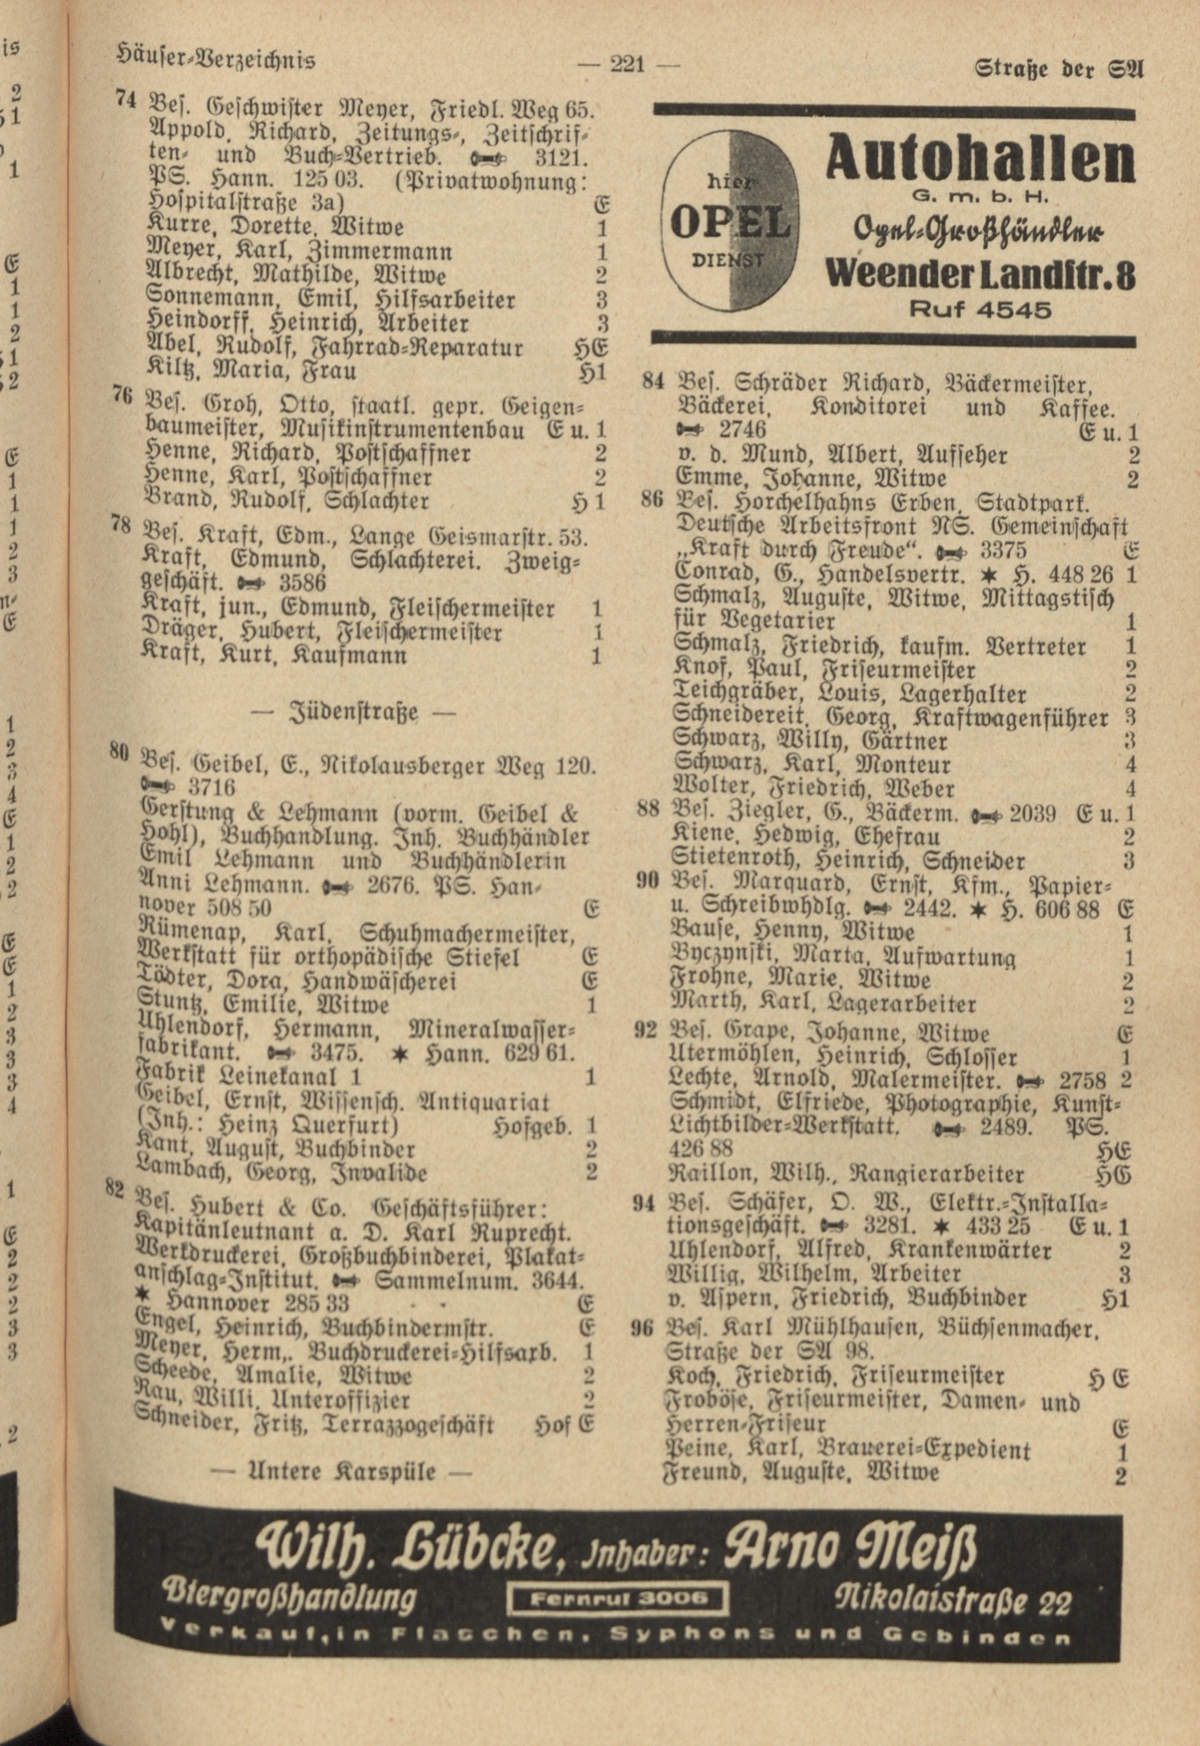 Häuser-Verzeichnis
— 221 —
Straße der SA
74 Bes. Geschwister Meyer, Friedl. Weg 65.
Appold, Richard, Zeitungs-, Zeitschrif-
ten- und Buch-Vertrieb. 3121.
PS. Hann. 125 03. (Privatwohnung:
Hospitalstraße 3a) E
Kurre, Dorette, Witwe 1
Meyer, Karl, Zimmermann 1
Albrecht, Mathilde, Witwe 2
Sonnemann, Emil, Hilfsarbeiter 3
Heindorff, Heinrich, Arbeiter 3
Abel, Rudolf, Fahrrad-Reparatur HE
Kiltz, Maria, Frau H1
76 Bes. Groh, Otto, staatl. gepr. Geigen-
baumeister, Musikinstrumentenbau E u. 1
Henne, Richard, Postschaffner 2
Henne, Karl, Postschaffner 2
Brand, Rudolf, Schlachter H 1
78 Bes. Kraft, Edm., Lange Geismarstr. 53.
Kraft, Edmund, Schlachterei. Zweig-
geschäft. 3586
Kraft, jun., Edmund, Fleischermeister 1
Dräger, Hubert, Fleischermeister 1
Kraft, Kurt, Kaufmann 1
— Jüdenstraße —
80 Bes. Geibel, E., Nikolausberger Weg 120.
3716
Gerstung & Lehmann (vorm. Geibel &
Hohl), Buchhandlung. Inh. Buchhändler
Emil Lehmann und Buchhändlerin
Anni Lehmann. 2676. PS. Han-
nover 508 50 E
Rümenap, Karl, Schuhmachermeister,
Werkstatt für orthopädische Stiefel E
Tödter, Dora, Handwäscherei E
Stuntz, Emilie, Witwe 1
Uhlendorf, Hermann, Mineralwasser-
fabrikant. 3475. ✶ Hann. 629 61.
Fabrik Leinekanal 1 1
Geibel, Ernst, Wissensch. Antiquariat
(Inh.: Heinz Querfurt) Hofgeb. 1
Kant, August, Buchbinder 2
Lambach, Georg, Invalide 2
82 Bes. Hubert & Co. Geschäftsführer:
Kapitänleutnant a. D. Karl Ruprecht.
Werkdruckerei, Großbuchbinderei, Plakat-
anschlag-Institut. Sammelnum. 3644.
✶ Hannover 285 33 E
Engel, Heinrich, Buchbindermstr. E
Meyer, Herm., Buchdruckerei-Hilfsarb. 1
Scheede, Amalie, Witwe 2
Rau, Willi, Unteroffizier 2
Schneider, Fritz, Terrazzogeschäft Hof E
— Untere Karspüle —
hier
OPEL
DIENST
Autohallen
G. m. b. H.
Opel-Großhändler
Weender Landstr. 8
Ruf 4545
84 Bes. Schräder Richard, Bäckermeister,
Bäckerei, Konditorei und Kaffee.
2746 E u. 1
v. d. Mund, Albert, Aufseher 2
Emme, Johanne, Witwe 2
86 Bes. Horchelhahns Erben, Stadtpark.
Deutsche Arbeitsfront NS. Gemeinschaft
„Kraft durch Freude“. 3375 E
Conrad, G., Handelsvertr. ✶ H. 448 26 1
Schmalz, Auguste, Witwe, Mittagstisch
für Vegetarier 1
Schmalz, Friedrich, kaufm. Vertreter 1
Knof, Paul, Friseurmeister 2
Teichgräber, Louis, Lagerhalter 2
Schneidereit, Georg, Kraftwagenführer 3
Schwarz, Willy, Gärtner 3
Schwarz, Karl, Monteur 4
Wolter, Friedrich, Weber 4
88 Bes. Ziegler, G., Bäckerm. 2039 E u. 1
Kiene, Hedwig, Ehefrau 2
Stietenroth, Heinrich, Schneider 3
90 Bes. Marquard, Ernst, Kfm., Papier-
u. Schreibwhdlg. 2442. ✶ H. 606 88 E
Bause, Henny, Witwe 1
Byczynski, Marta, Aufwartung 1
Frohne, Marie, Witwe 2
Marth, Karl, Lagerarbeiter 2
92 Bes. Grape, Johanne, Witwe E
Utermöhlen, Heinrich, Schlosser 1
Lechte, Arnold, Malermeister. 2758 2
Schmidt, Elfriede, Photographie, Kunst-
Lichtbilder-Werkstatt. 2489. PS.
426 88 HE
Raillon, Wilh., Rangierarbeiter HG
94 Bes. Schäfer, O. W., Elektr.-Installa-
tionsgeschäft. 3281. ✶ 433 25 E u. 1
Uhlendorf, Alfred, Krankenwärter 2
Willig, Wilhelm, Arbeiter 3
v. Aspern, Friedrich, Buchbinder H1
96 Bes. Karl Mühlhausen, Büchsenmacher,
Straße der SA 98.
Koch, Friedrich, Friseurmeister H E
Froböse, Friseurmeister, Damen- und
Herren-Friseur E
Peine, Karl, Brauerei-Expedient 1
Freund, Auguste, Witwe 2
Wilh. Lübcke, Inhaber: Arno Meiß
Biergroßhandlung
Fernruf 3006
Nikolaistraße 22
Verkauf, in Flaschen, Syphons und Gebinden